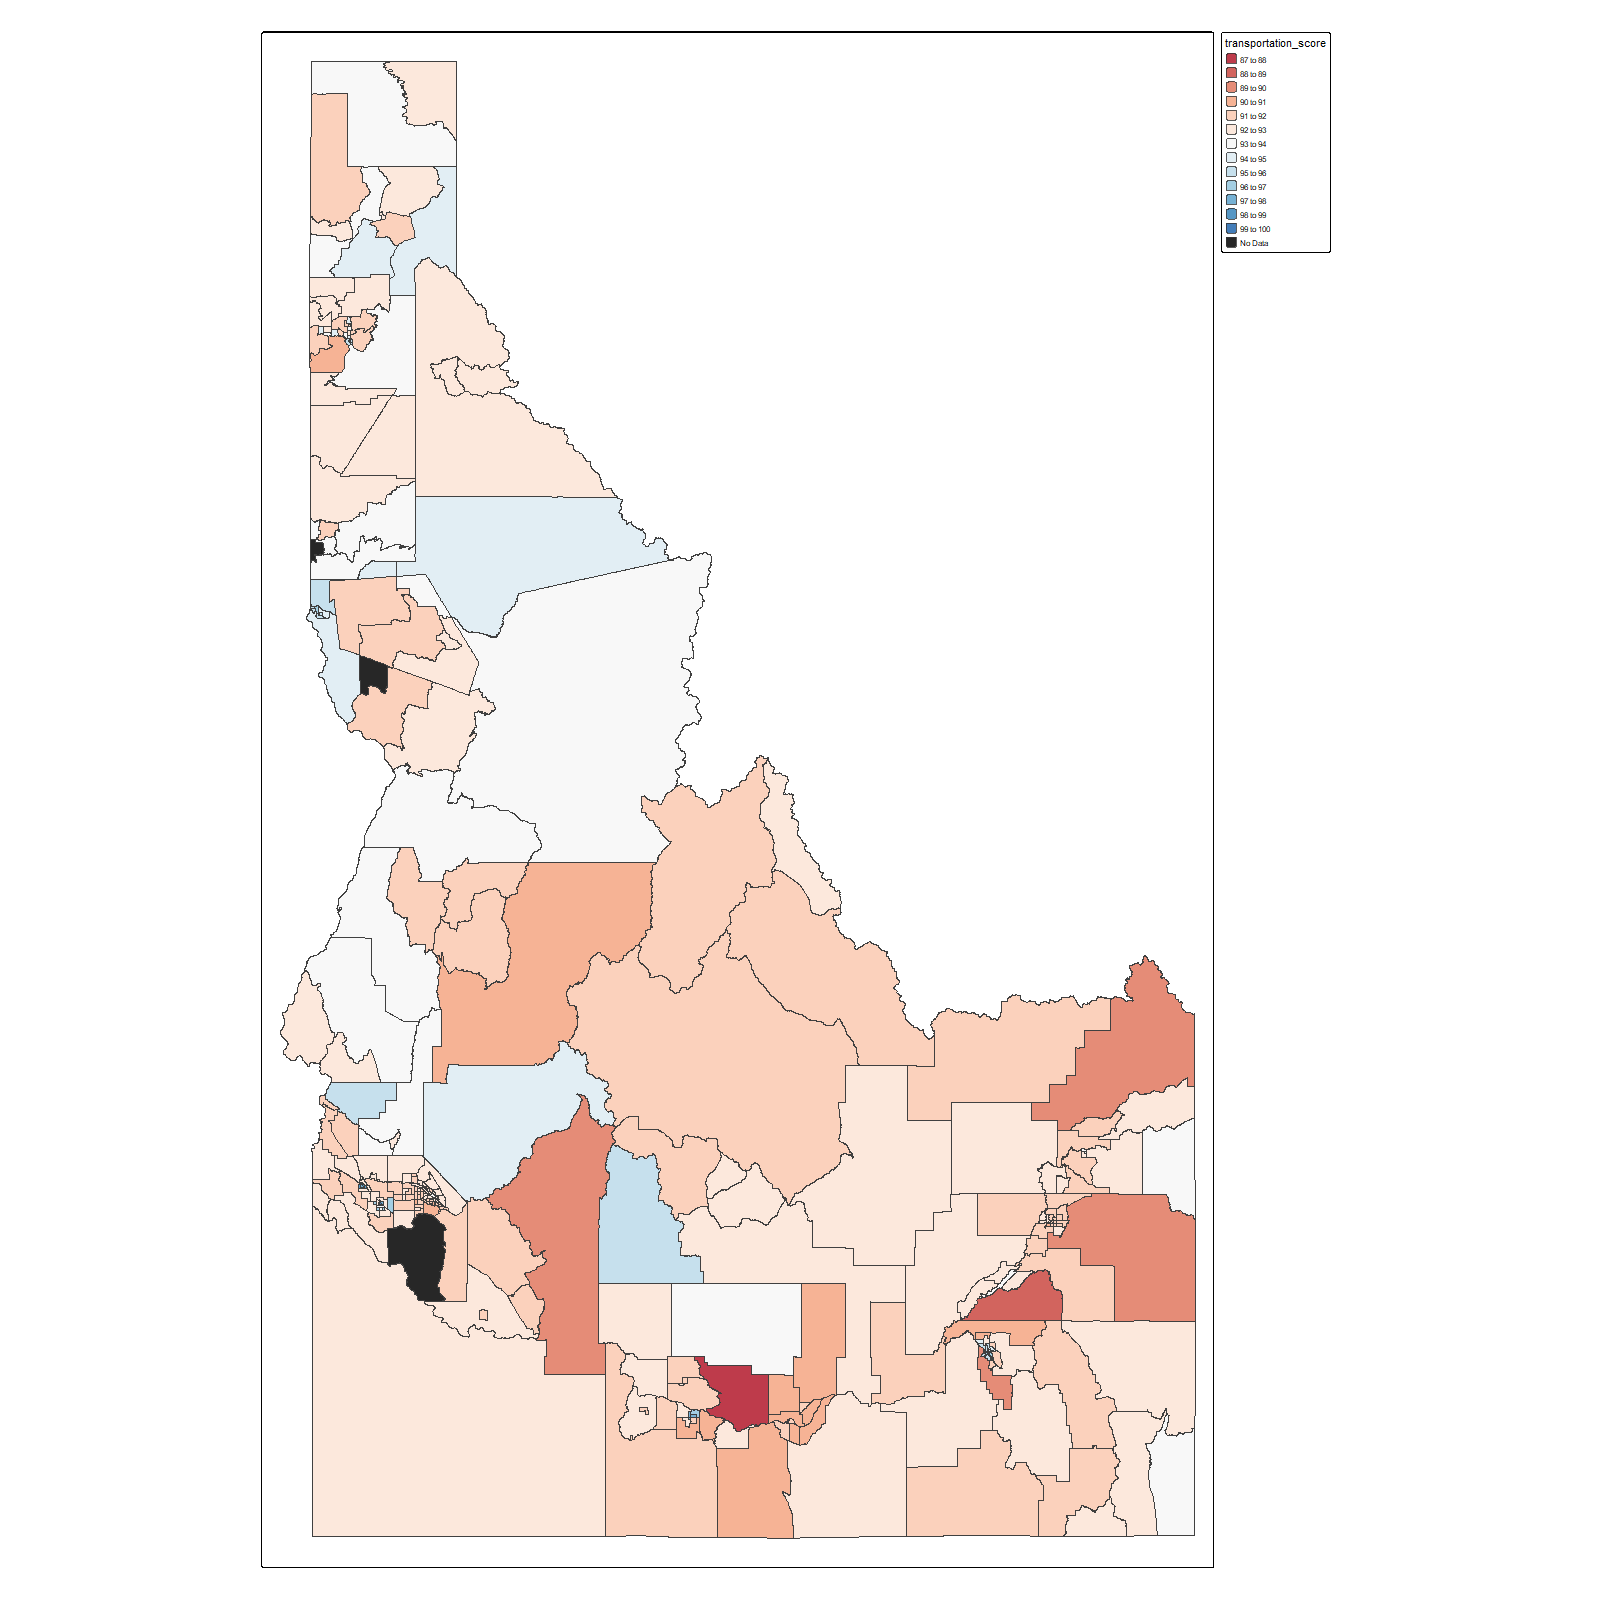 transportation_score
87 to 88
88 to 89
89 to 90
90 to 91
91 to 92
92 to 93
93 to 94
94 to 95
95 to 96
96 to 97
97 to 98
98 to 99
99 to 100
No Data